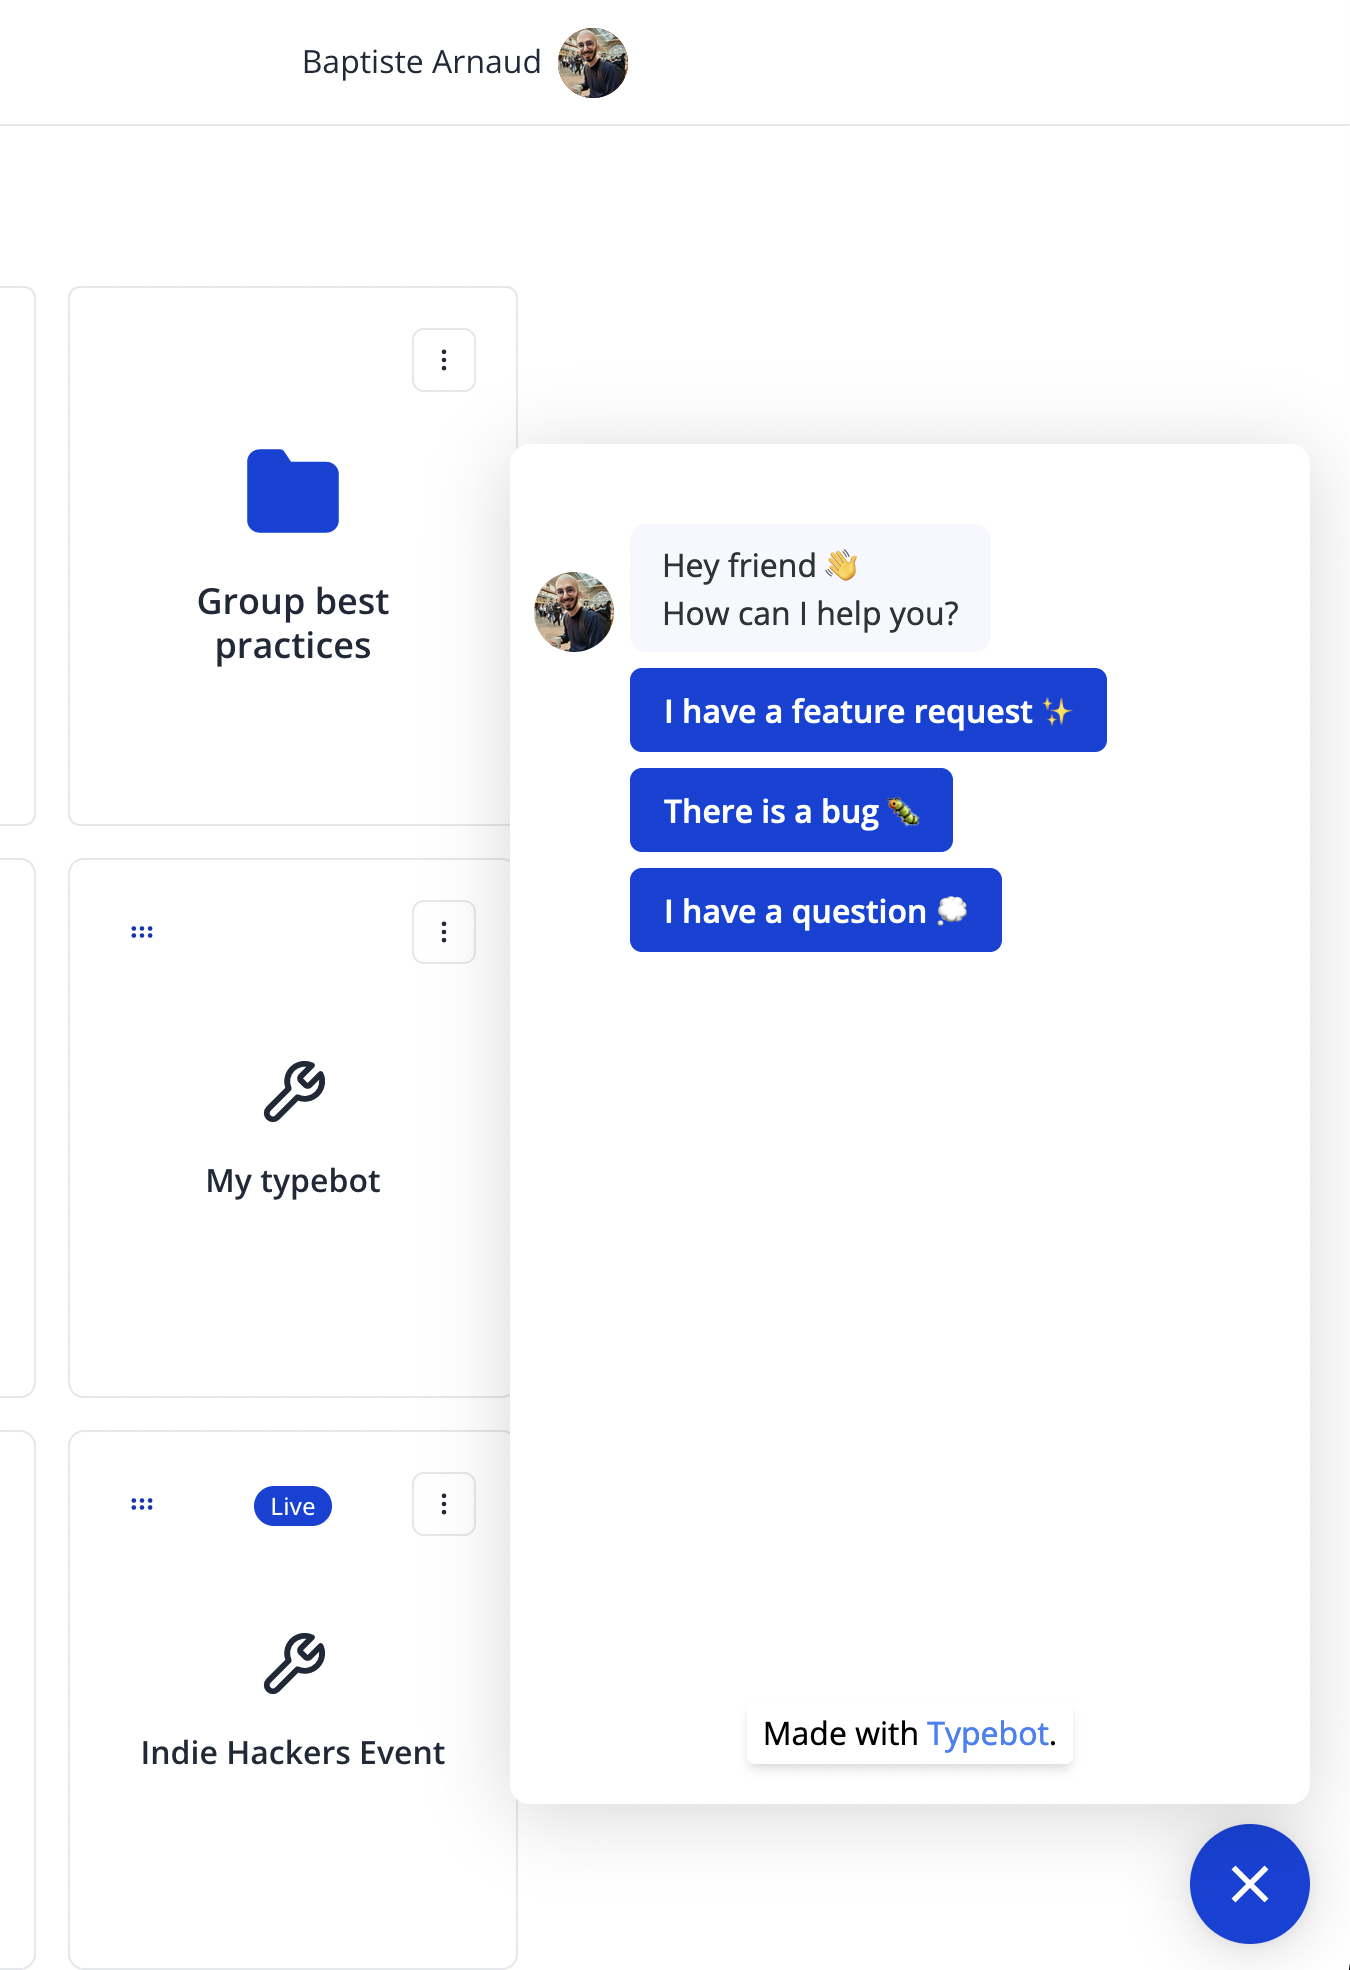 Baptiste Arnaud
Group best
practices
Hey friend 👋
How can I help you?
I have a feature request ✨
There is a bug 🐛
I have a question 💭
My typebot
Live
Indie Hackers Event
Made with Typebot.